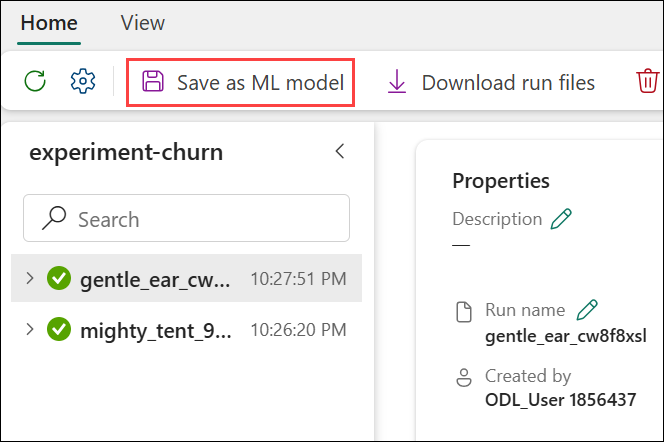 Home View
Save as ML model Download run files
experiment-churn
Search
gentle_ear_cw... 10:27:51 PM
mighty_tent_9... 10:26:20 PM
Properties
Description
—
Run name
gentle_ear_cw8f8xsl
Created by
ODL_User 1856437